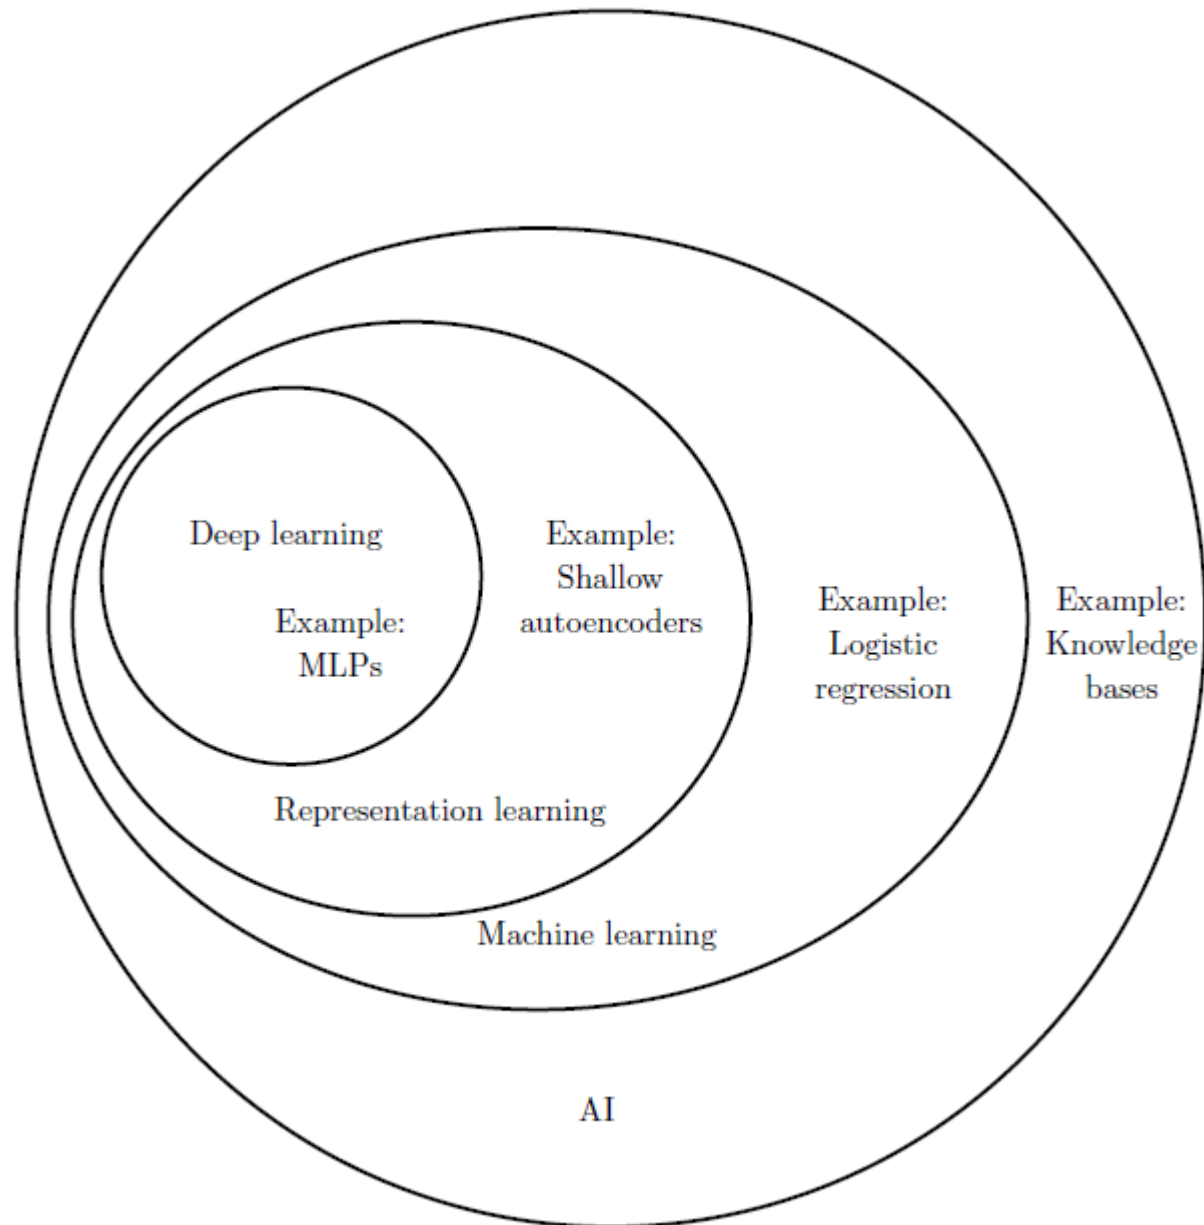 Deep learning
Example:
MLPs
Example:
Shallow
autoencoders
Example:
Logistic
regression
Example:
Knowledge
bases
Representation learning
Machine learning
AI